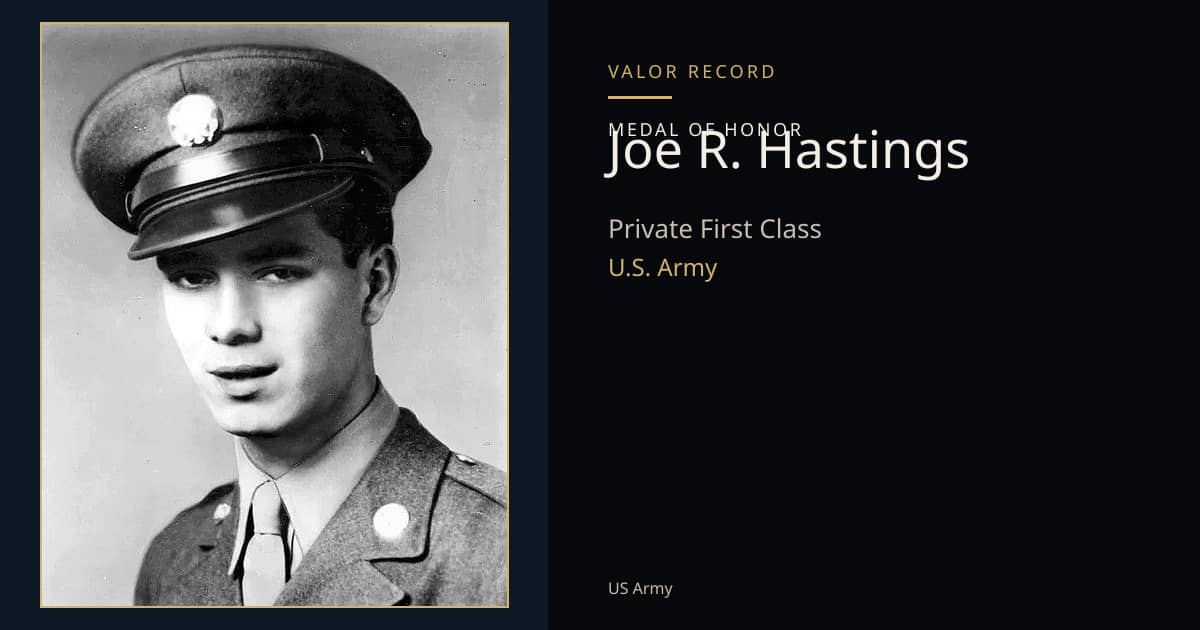 VALOR RECORD
MEDAL OF HONOR
Joe R. Hastings
Private First Class
U.S. Army
US Army